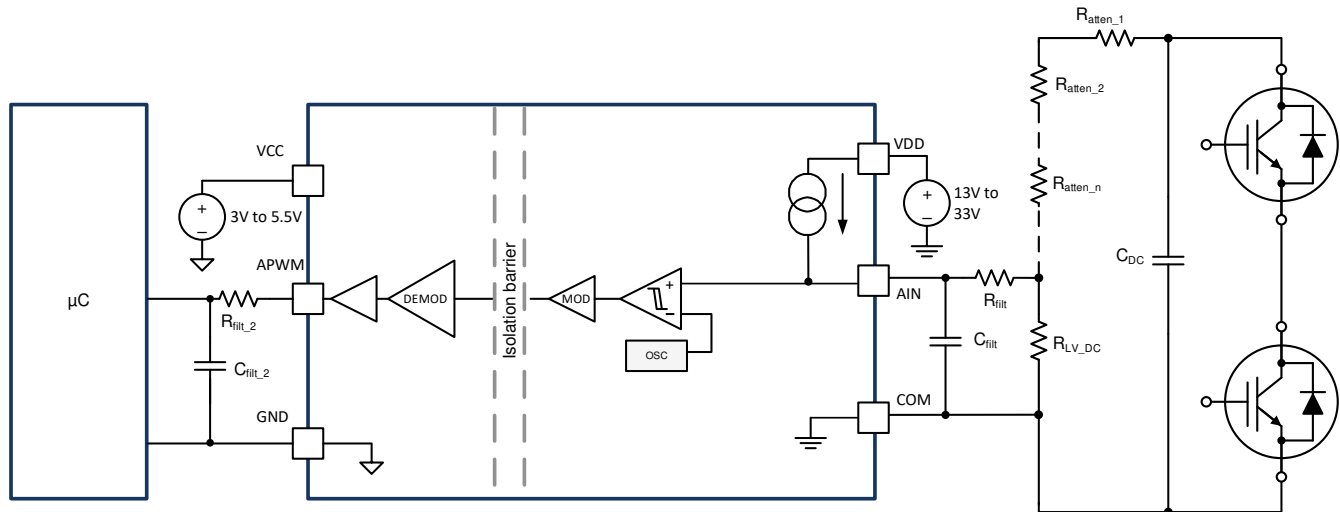 R_atten_1
R_atten_2
VCC
VDD
+
3V to 5.5V
–
+
13V to
33V
–
R_atten_n
Isolation barrier
C_DC
APWM
µC
DEMOD
MOD
+
–
AIN
R_filt
R_filt_2
OSC
C_filt
R_LV_DC
C_filt_2
COM
GND